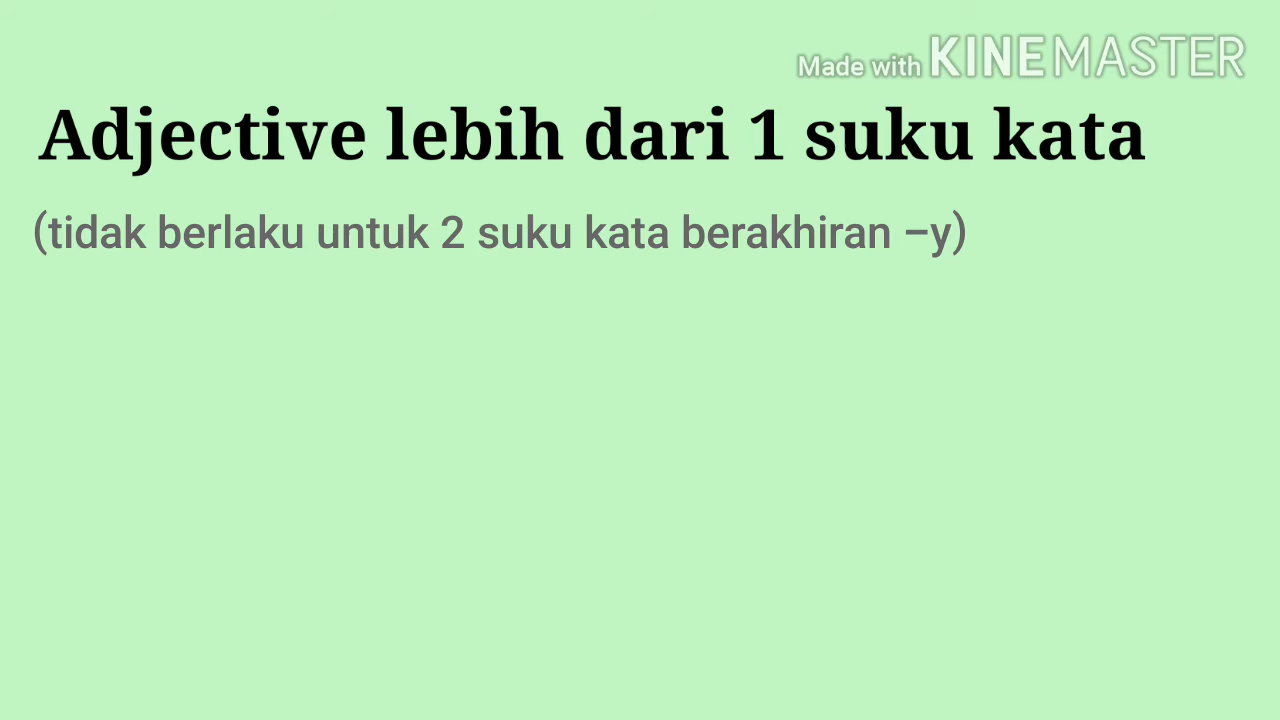 Made with KINEMASTER
Adjective lebih dari 1 suku kata
(tidak berlaku untuk 2 suku kata berakhiran –y)